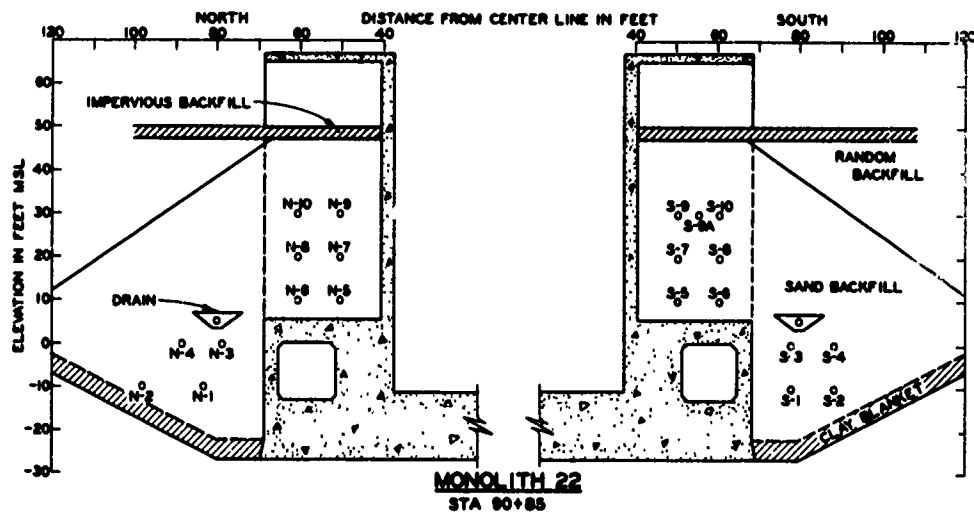 NORTH DISTANCE FROM CENTER LINE IN FEET SOUTH
120 100 80 60 40 40 60 80 100 120
60
IMPERVIOUS BACKFILL
50
RANDOM
BACKFILL
40
ELEVATION IN FEET MSL
N-10 N-9 S-9 S-10
30
S-9A
N-8 N-7 S-7 S-8
20
DRAIN N-6 N-5 S-5 S-6 SAND BACKFILL
10
0
N-4 N-3 S-3 S-4
-10
N-2 N-1 S-1 S-2
CLAY BLANKET
-20
-30
MONOLITH 22
STA 90+85